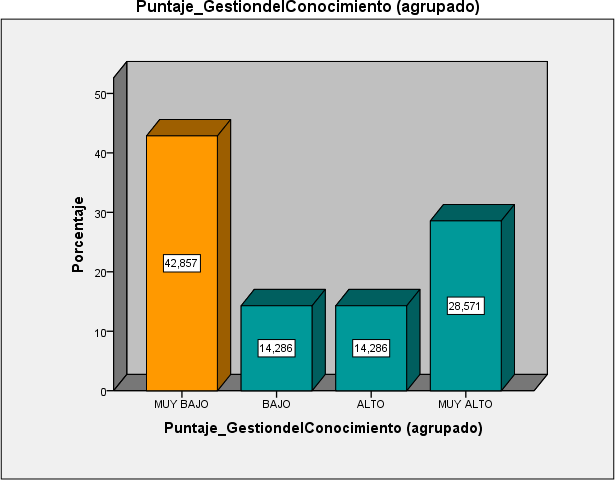 Puntaje_GestiondelConocimiento (agrupado)
50
40
30
20
10
0
Porcentaje
42,857
14,286
14,286
28,571
MUY BAJO
BAJO
ALTO
MUY ALTO
Puntaje_GestiondelConocimiento (agrupado)